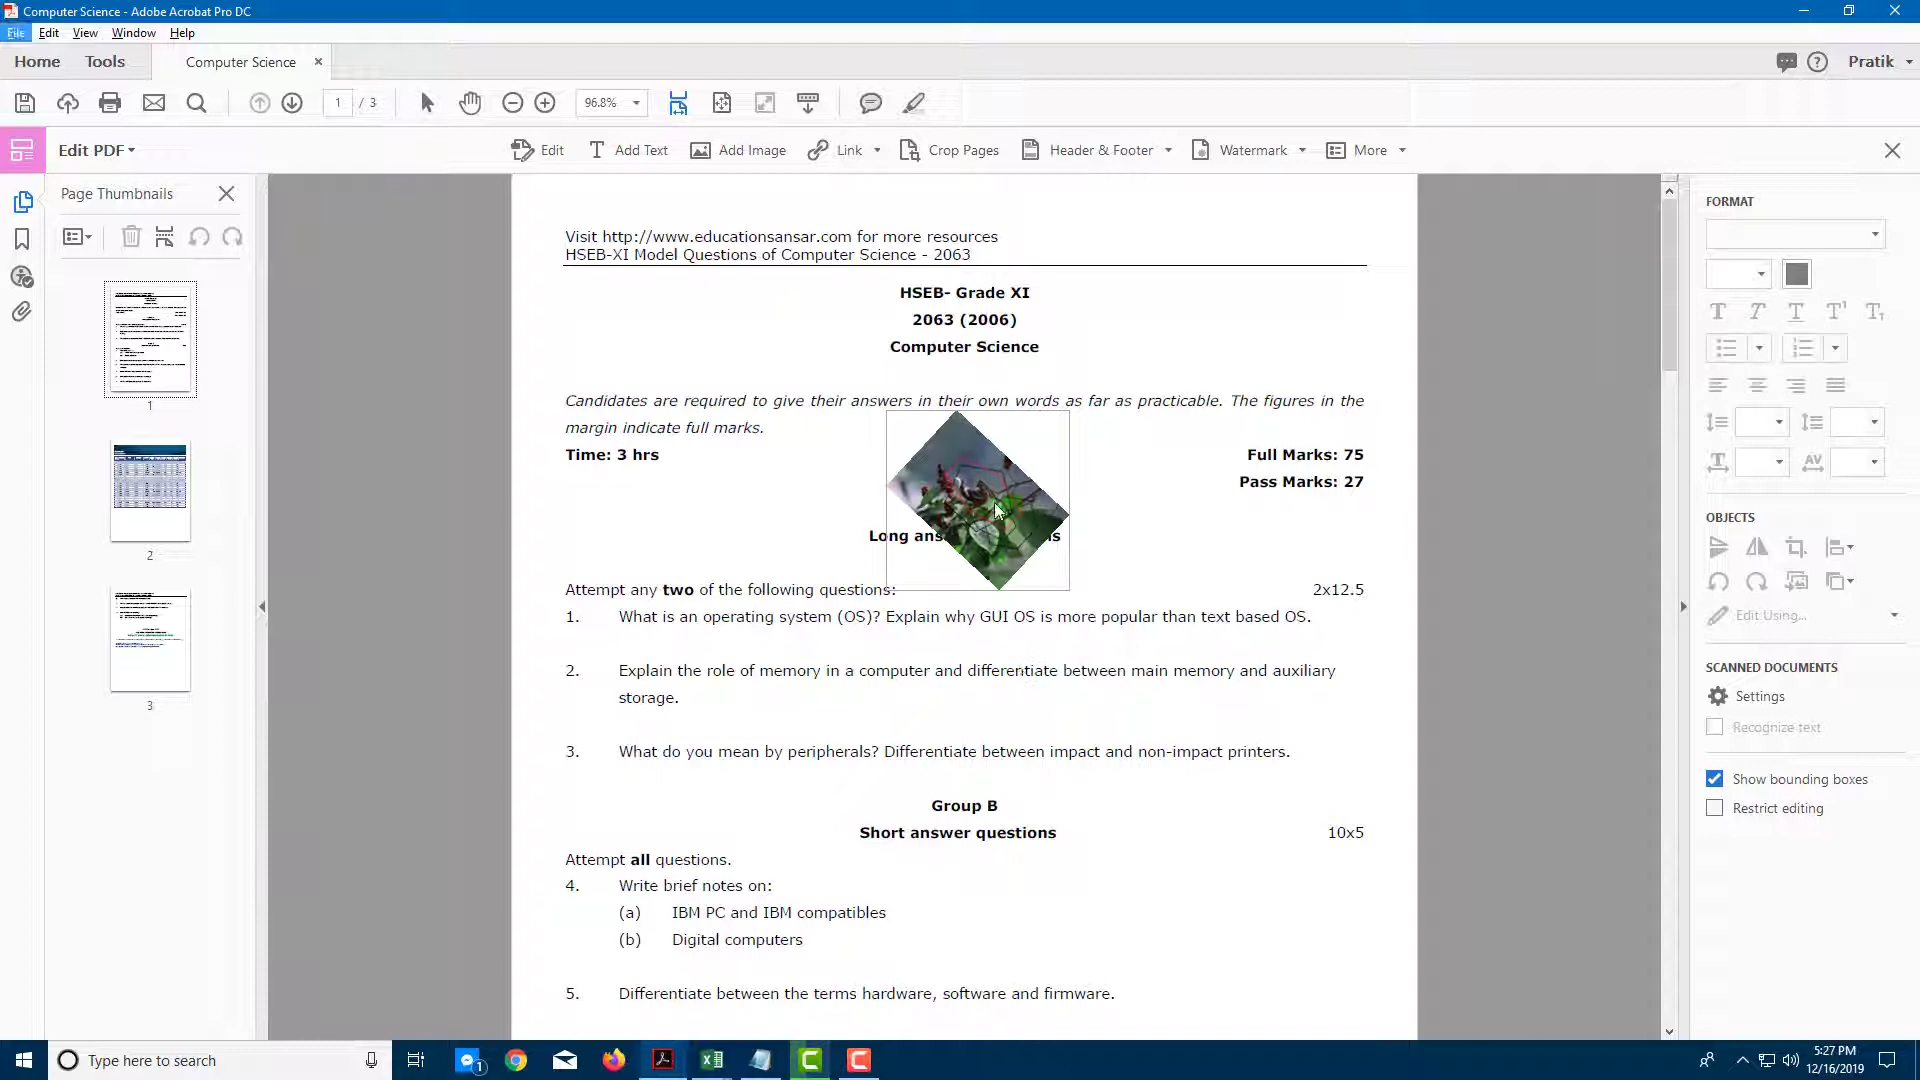 Computer Science - Adobe Acrobat Pro DC
File Edit View Window Help
Home Tools Computer Science Pratik
1 / 3 96.8%
Edit PDF Edit Add Text Add Image Link Crop Pages Header & Footer Watermark More
Page Thumbnails
1
2
3
Visit http://www.educationsansar.com for more resources
HSEB-XI Model Questions of Computer Science - 2063
HSEB- Grade XI
2063 (2006)
Computer Science
Candidates are required to give their answers in their own words as far as practicable. The figures in the
margin indicate full marks.
Time: 3 hrs Full Marks: 75
Pass Marks: 27
Long ans
Attempt any two of the following questions: 2x12.5
1. What is an operating system (OS)? Explain why GUI OS is more popular than text based OS.
2. Explain the role of memory in a computer and differentiate between main memory and auxiliary
storage.
3. What do you mean by peripherals? Differentiate between impact and non-impact printers.
Group B
Short answer questions 10x5
Attempt all questions.
4. Write brief notes on:
(a) IBM PC and IBM compatibles
(b) Digital computers
5. Differentiate between the terms hardware, software and firmware.
FORMAT
OBJECTS
Edit Using...
SCANNED DOCUMENTS
Settings
Recognize text
Show bounding boxes
Restrict editing
Type here to search
1
5:27 PM
12/16/2019